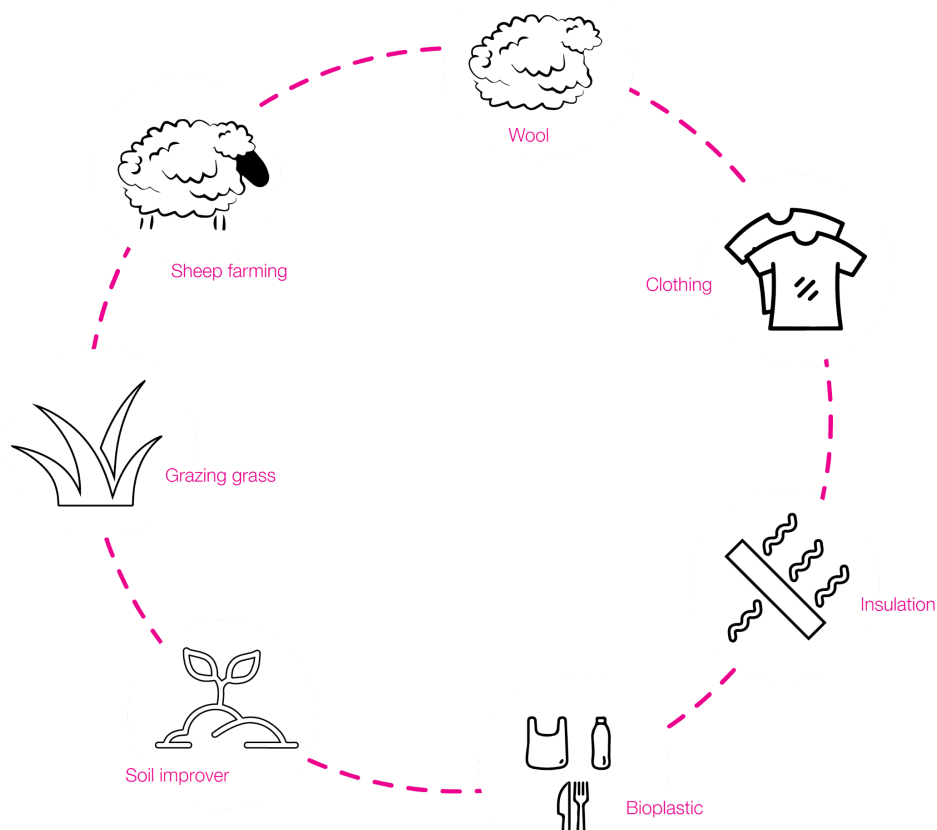 Wool
Sheep farming
Clothing
Grazing grass
Insulation
Soil improver
Bioplastic